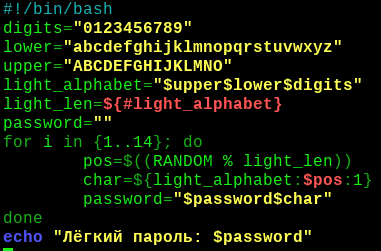 #!/bin/bash
digits="0123456789"
lower="abcdefghijklmnopqrstuvwxyz"
upper="ABCDEFGHIJKLMNO"
light_alphabet="$upper$lower$digits"
light_len=${#light_alphabet}
password=""
for i in {1..14}; do
        pos=$((RANDOM % light_len))
        char=${light_alphabet:$pos:1}
        password="$password$char"
done
echo "Лёгкий пароль: $password"